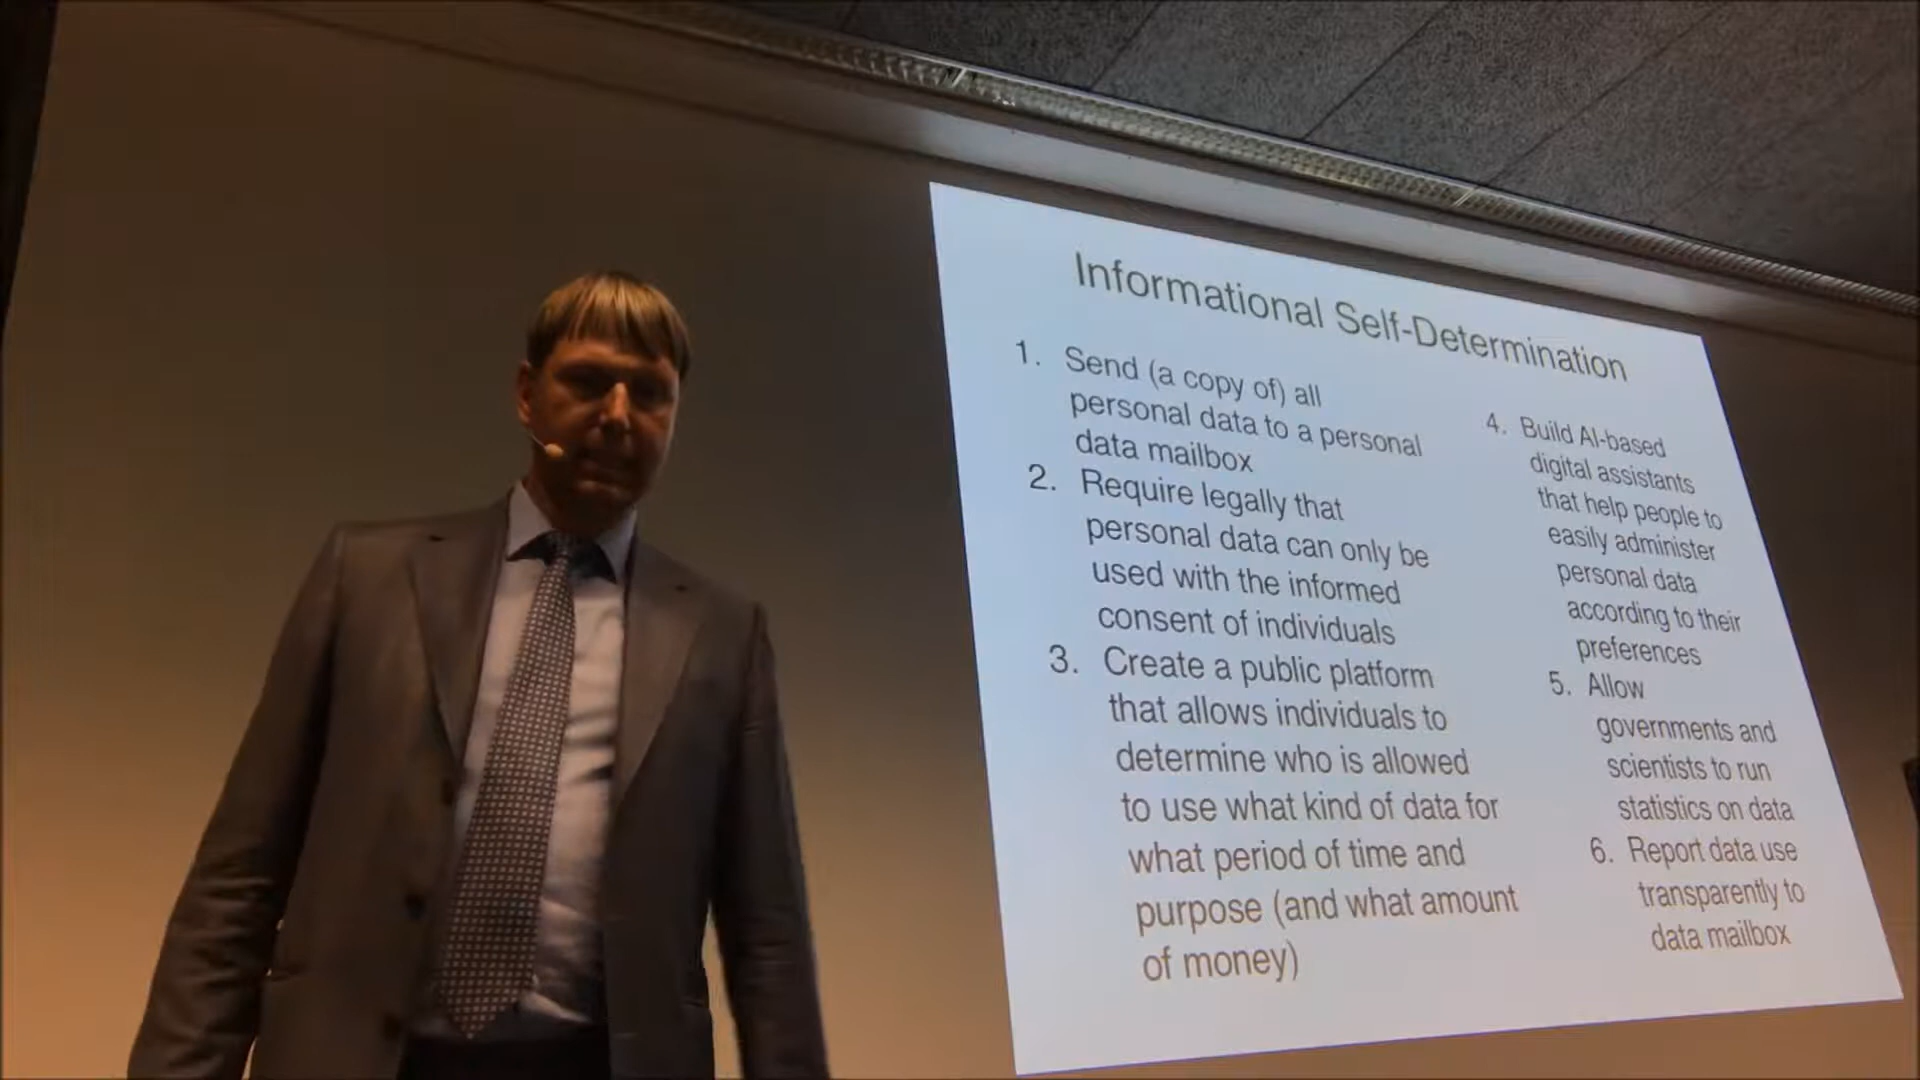 Informational Self-Determination
1. Send (a copy of) all
personal data to a personal
data mailbox
2. Require legally that
personal data can only be
used with the informed
consent of individuals
3. Create a public platform
that allows individuals to
determine who is allowed
to use what kind of data for
what period of time and
purpose (and what amount
of money)
4. Build AI-based
digital assistants
that help people to
easily administer
personal data
according to their
preferences
5. Allow
governments and
scientists to run
statistics on data
6. Report data use
transparently to
data mailbox